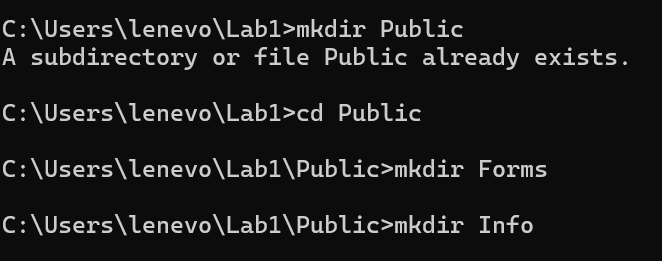 C:\Users\lenevo\Lab1>mkdir Public
A subdirectory or file Public already exists.
C:\Users\lenevo\Lab1>cd Public
C:\Users\lenevo\Lab1\Public>mkdir Forms
C:\Users\lenevo\Lab1\Public>mkdir Info